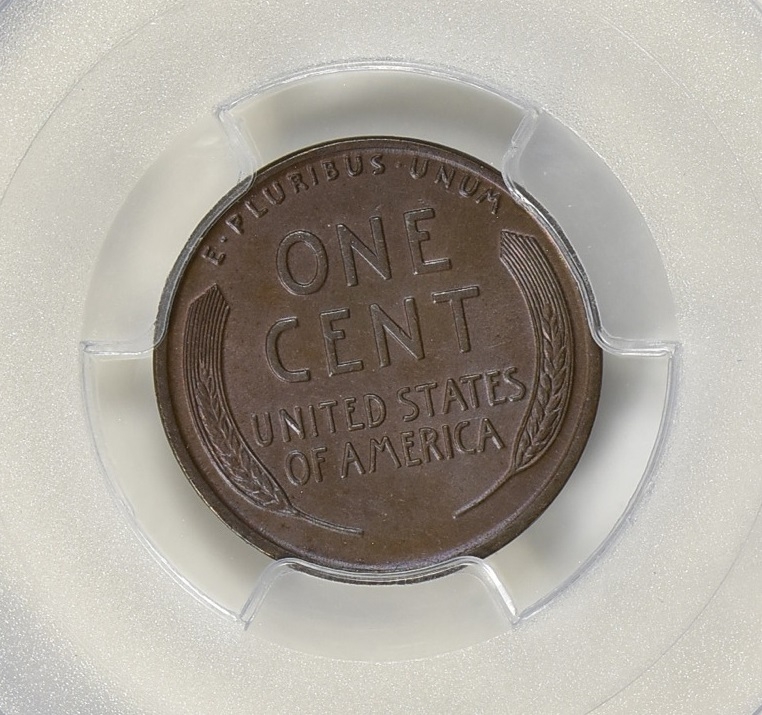 E · PLURIBUS · UNUM
ONE
CENT
UNITED STATES
OF AMERICA